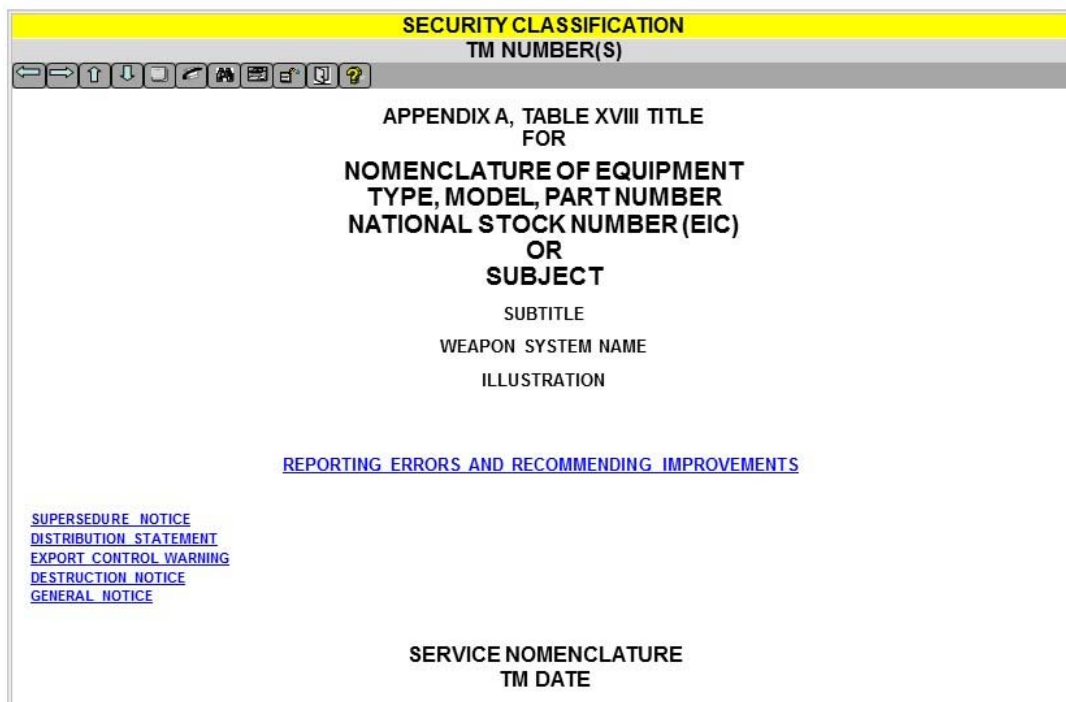 SECURITY CLASSIFICATION
TM NUMBER(S)
APPENDIX A, TABLE XVIII TITLE
FOR
NOMENCLATURE OF EQUIPMENT
TYPE, MODEL, PART NUMBER
NATIONAL STOCK NUMBER (EIC)
OR
SUBJECT
SUBTITLE
WEAPON SYSTEM NAME
ILLUSTRATION
REPORTING ERRORS AND RECOMMENDING IMPROVEMENTS
SUPERSEDURE NOTICE
DISTRIBUTION STATEMENT
EXPORT CONTROL WARNING
DESTRUCTION NOTICE
GENERAL NOTICE
SERVICE NOMENCLATURE
TM DATE